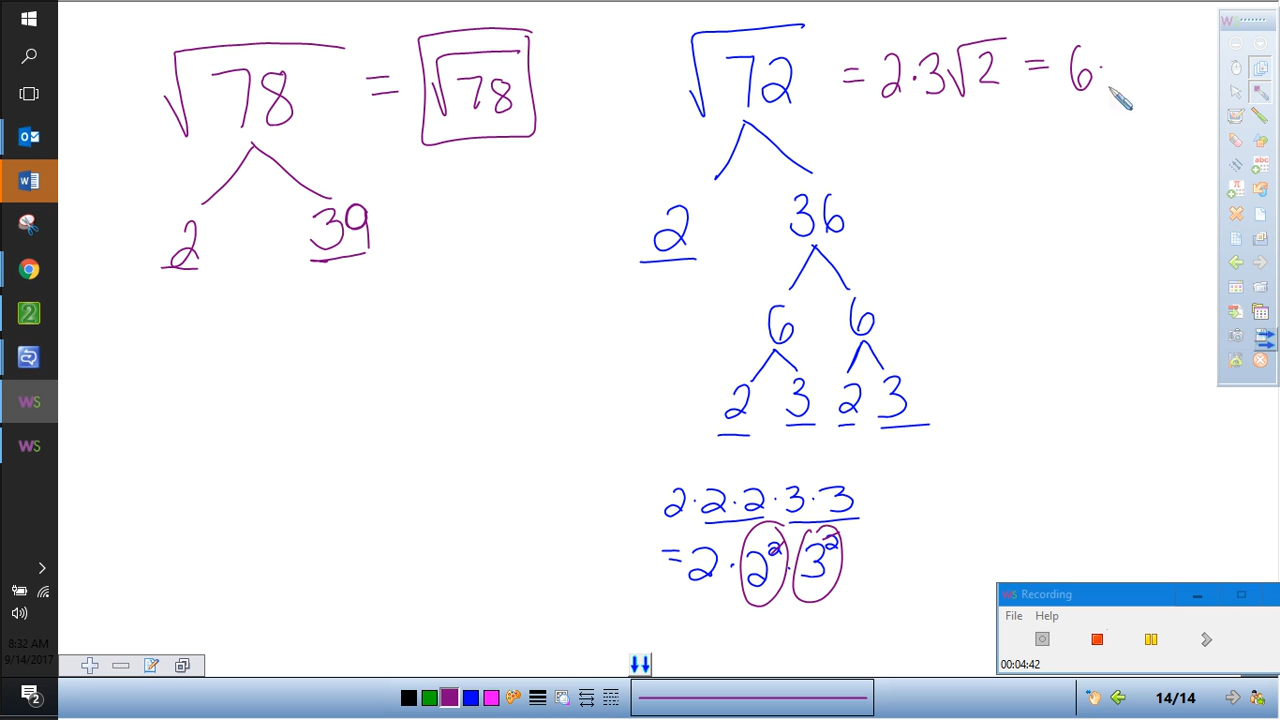 √78 = √78
2 39
√72 = 2·3√2 = 6·
2 36
6 6
2 3 2 3
2·2·2·3·3
=2·2²·3²
WS
Recording
File Help
00:04:42
8:32 AM
9/14/2017
2
14/14